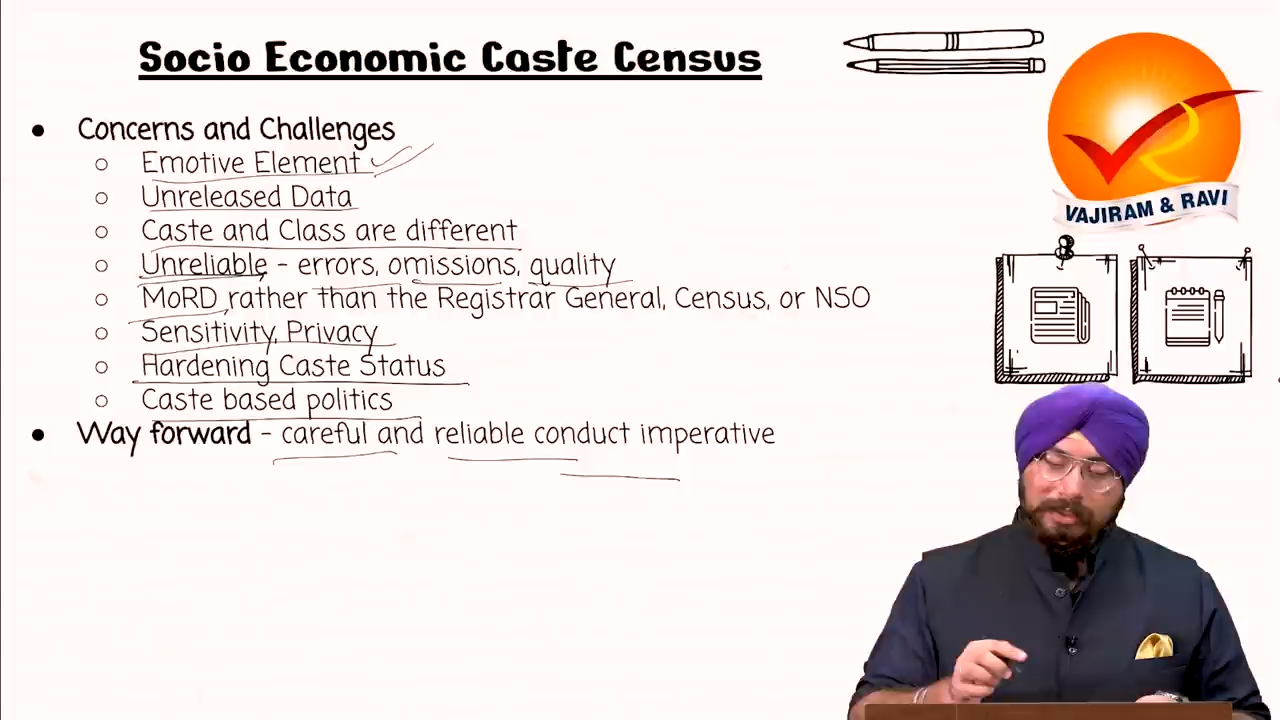 Socio Economic Caste Census
● Concerns and Challenges
○ Emotive Element
○ Unreleased Data
○ Caste and Class are different
○ Unreliable - errors, omissions, quality
○ MoRD rather than the Registrar General, Census, or NSO
○ Sensitivity, Privacy
○ Hardening Caste Status
○ Caste based politics
● Way forward - careful and reliable conduct imperative
VAJIRAM & RAVI